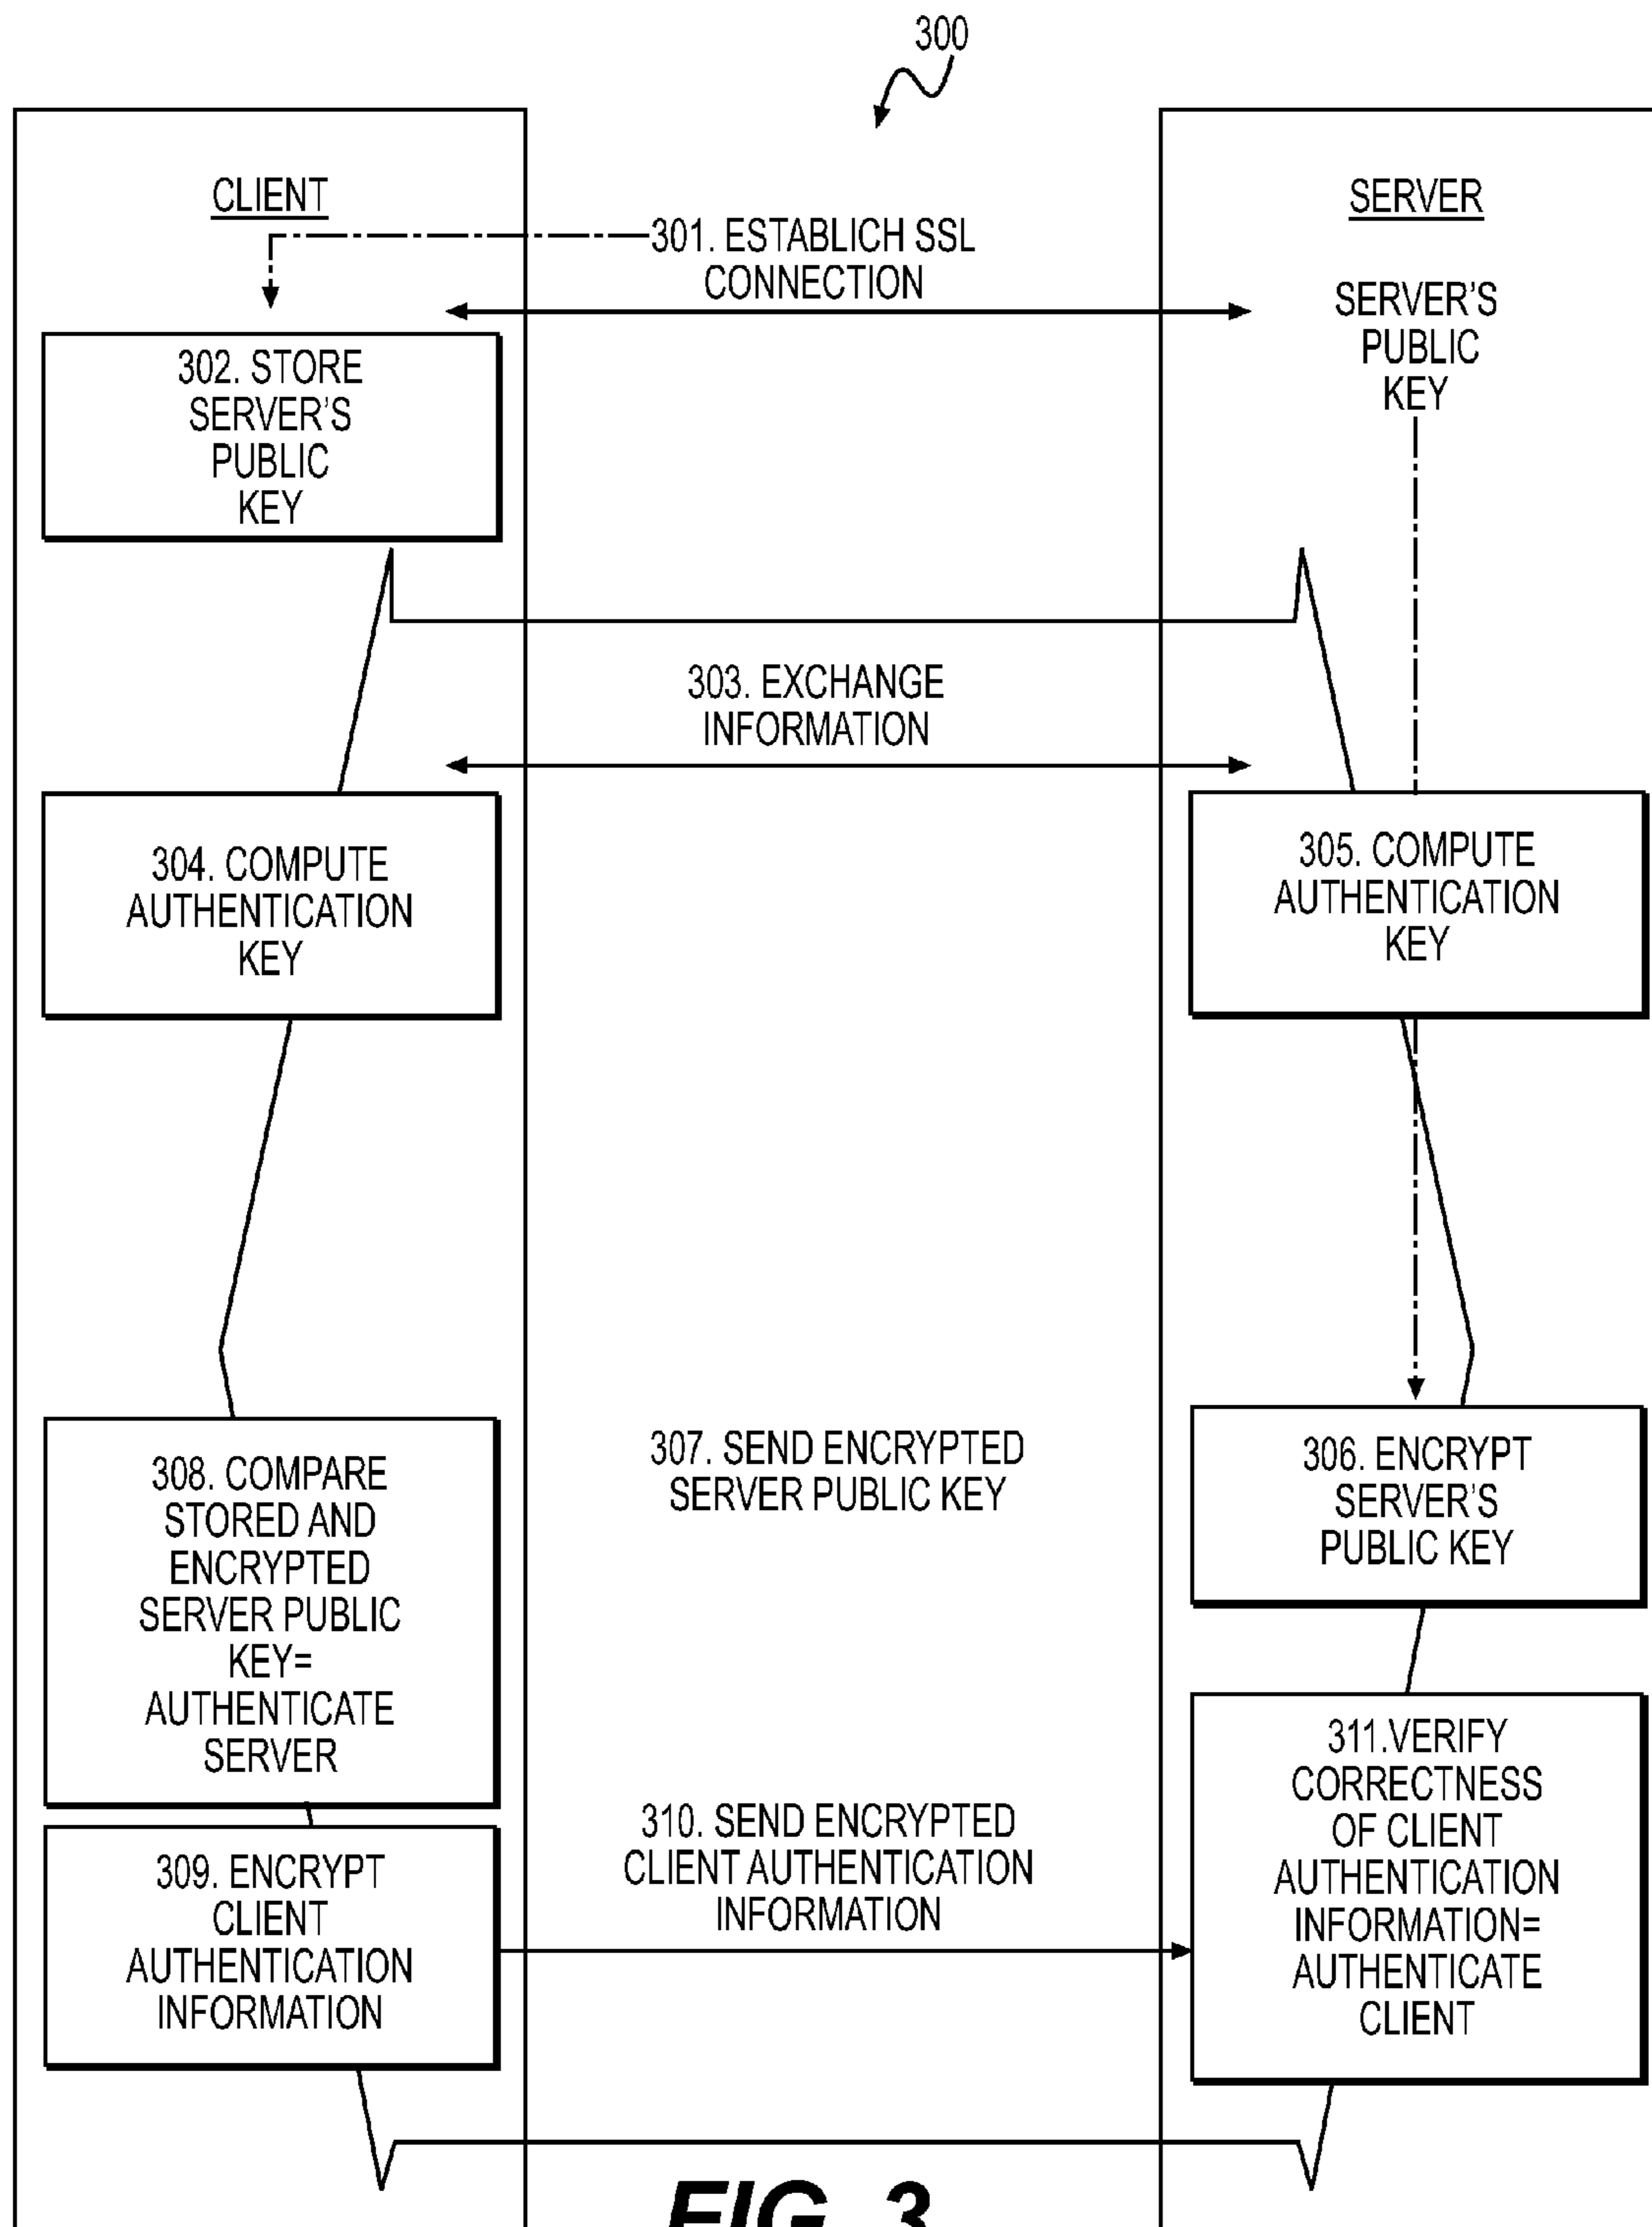 300
CLIENT
SERVER
301. ESTABLICH SSL
CONNECTION
SERVER'S
PUBLIC
KEY
302. STORE
SERVER'S
PUBLIC
KEY
303. EXCHANGE
INFORMATION
304. COMPUTE
AUTHENTICATION
KEY
305. COMPUTE
AUTHENTICATION
KEY
306. ENCRYPT
SERVER'S
PUBLIC KEY
307. SEND ENCRYPTED
SERVER PUBLIC KEY
308. COMPARE
STORED AND
ENCRYPTED
SERVER PUBLIC
KEY=
AUTHENTICATE
SERVER
309. ENCRYPT
CLIENT
AUTHENTICATION
INFORMATION
310. SEND ENCRYPTED
CLIENT AUTHENTICATION
INFORMATION
311.VERIFY
CORRECTNESS
OF CLIENT
AUTHENTICATION
INFORMATION=
AUTHENTICATE
CLIENT
FIG. 3